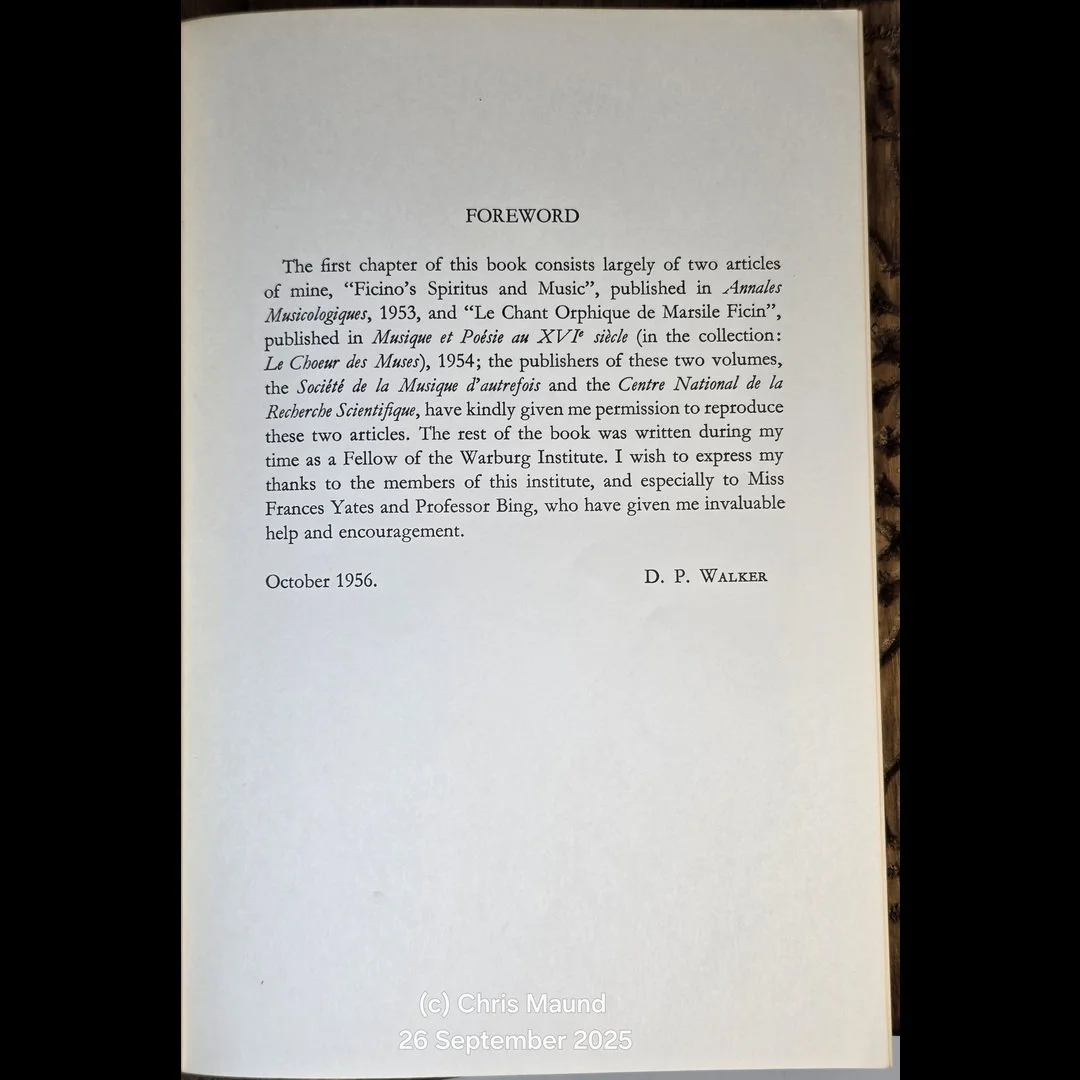 FOREWORD
The first chapter of this book consists largely of two articles
of mine, “Ficino’s Spiritus and Music”, published in Annales
Musicologiques, 1953, and “Le Chant Orphique de Marsile Ficin”,
published in Musique et Poésie au XVIe siècle (in the collection:
Le Choeur des Muses), 1954; the publishers of these two volumes,
the Société de la Musique d’autrefois and the Centre National de la
Recherche Scientifique, have kindly given me permission to reproduce
these two articles. The rest of the book was written during my
time as a Fellow of the Warburg Institute. I wish to express my
thanks to the members of this institute, and especially to Miss
Frances Yates and Professor Bing, who have given me invaluable
help and encouragement.
October 1956. D. P. WALKER
(c) Chris Maund
26 September 2025